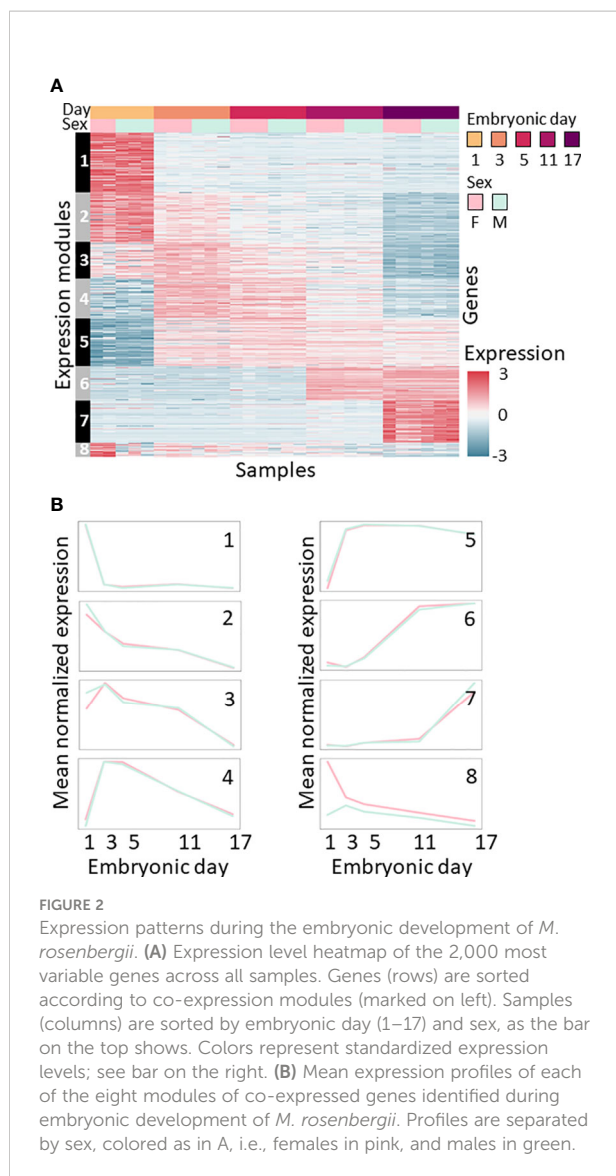 A
Day
Sex
Expression modules
1
2
3
4
5
6
7
8
Samples
Genes
Embryonic day
1 3 5 11 17
Sex
F M
Expression
3
0
-3
B
Mean normalized expression
1
2
3
4
1 3 5 11 17
Embryonic day
Mean normalized expression
5
6
7
8
1 3 5 11 17
Embryonic day
FIGURE 2
Expression patterns during the embryonic development of M.
rosenbergii. (A) Expression level heatmap of the 2,000 most
variable genes across all samples. Genes (rows) are sorted
according to co-expression modules (marked on left). Samples
(columns) are sorted by embryonic day (1–17) and sex, as the bar
on the top shows. Colors represent standardized expression
levels; see bar on the right. (B) Mean expression profiles of each
of the eight modules of co-expressed genes identified during
embryonic development of M. rosenbergii. Profiles are separated
by sex, colored as in A, i.e., females in pink, and males in green.